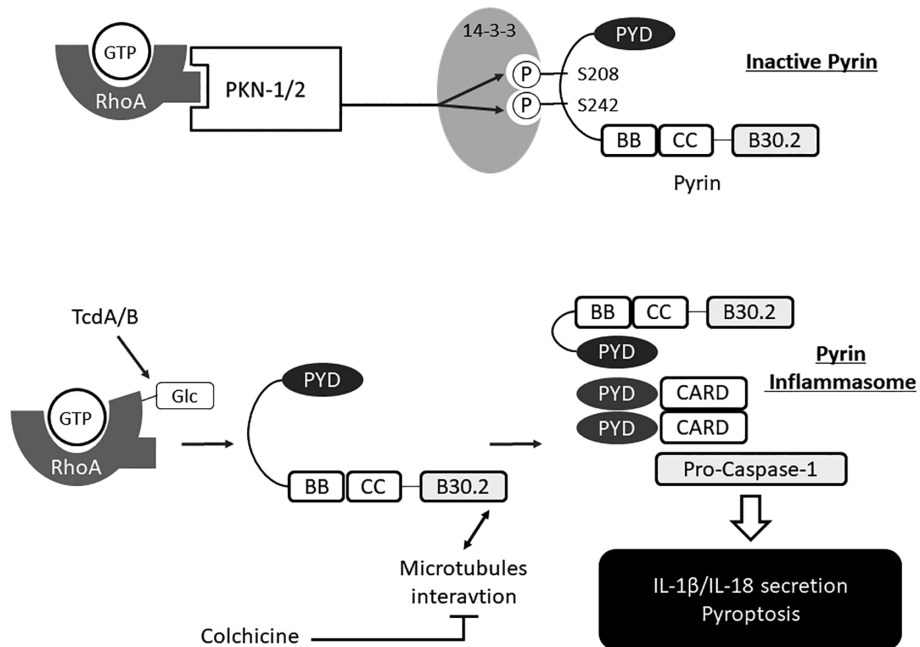 14-3-3
PYD
GTP
RhoA
PKN-1/2
P
S208
P
S242
Inactive Pyrin
BB
CC
B30.2
Pyrin
TcdA/B
Glc
GTP
RhoA
PYD
BB
CC
B30.2
Microtubules
interavtion
Colchicine
BB
CC
B30.2
PYD
PYD
CARD
PYD
CARD
Pro-Caspase-1
Pyrin
Inflammasome
IL-1β/IL-18 secretion
Pyroptosis